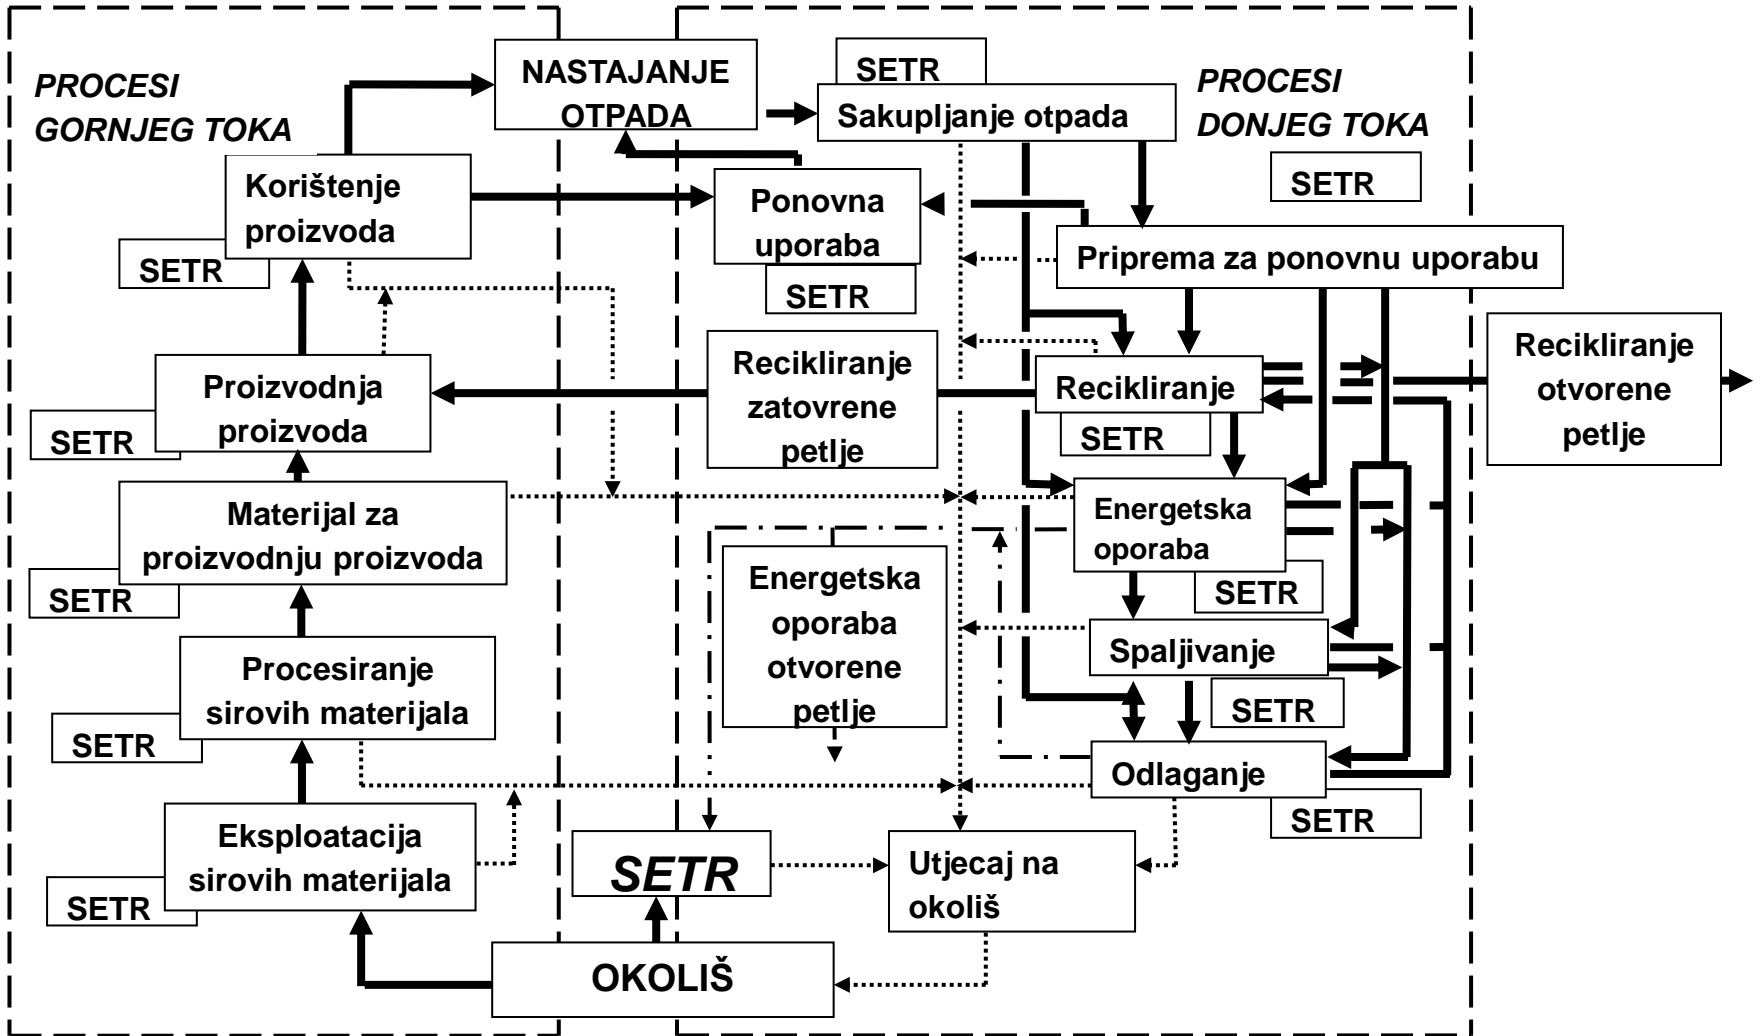 PROCESI
GORNJEG TOKA
NASTAJANJE
OTPADA
SETR
Sakupljanje otpada
PROCESI
DONJEG TOKA
SETR
Korištenje
proizvoda
SETR
Ponovna
uporaba
SETR
Priprema za ponovnu uporabu
Proizvodnja
proizvoda
SETR
Recikliranje
zatovrene
petlje
Recikliranje
SETR
Recikliranje
otvorene
petlje
Materijal za
proizvodnju proizvoda
SETR
Energetska
oporaba
SETR
Energetska
oporaba
otvorene
petlje
Spaljivanje
SETR
Procesiranje
sirovih materijala
SETR
Odlaganje
SETR
Eksploatacija
sirovih materijala
SETR
SETR
Utjecaj na
okoliš
OKOLIŠ